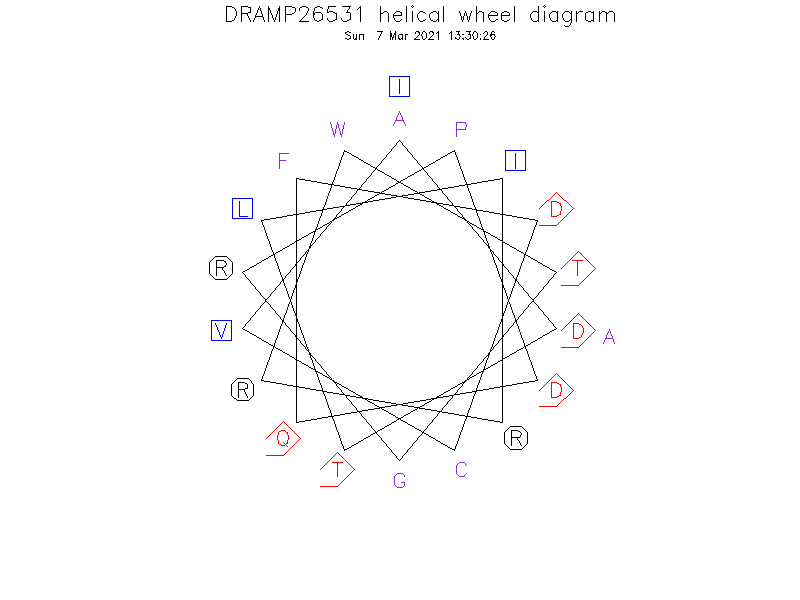 DRAMP26531 helical wheel diagram
Sun 7 Mar 2021 13:30:26
I
W A P
F I
L D
R T
V D A
R D
Q R
T G C